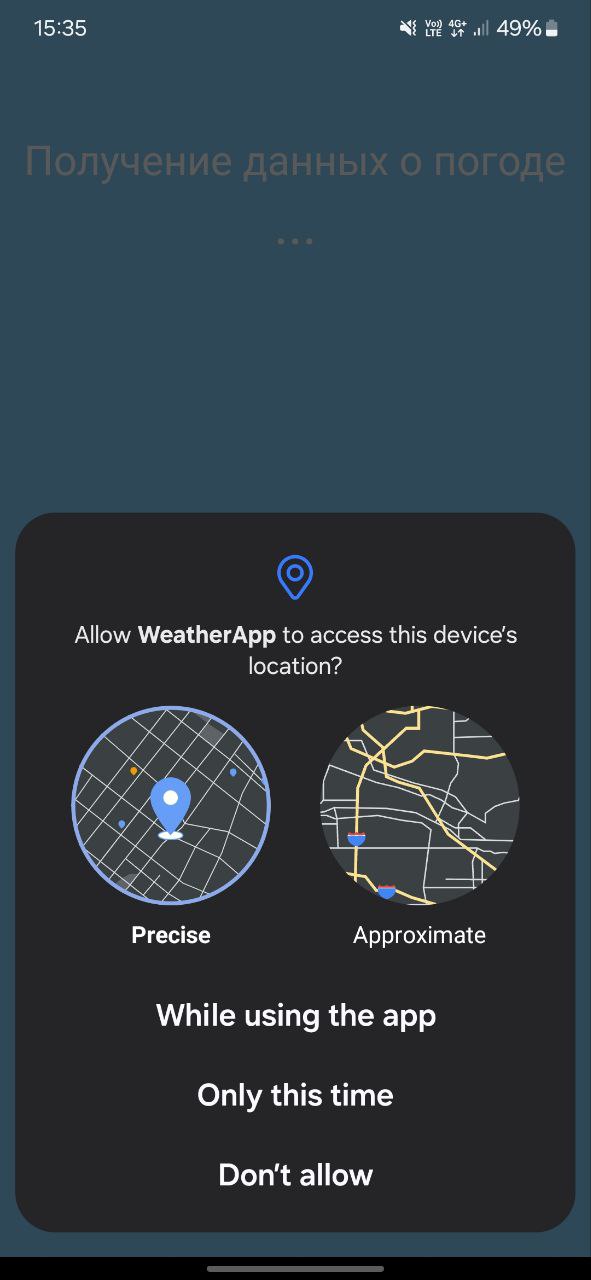 15:35
Vo)) LTE 4G+ 49%
Получение данных о погоде
...
Allow WeatherApp to access this device's
location?
Precise
Approximate
While using the app
Only this time
Don't allow